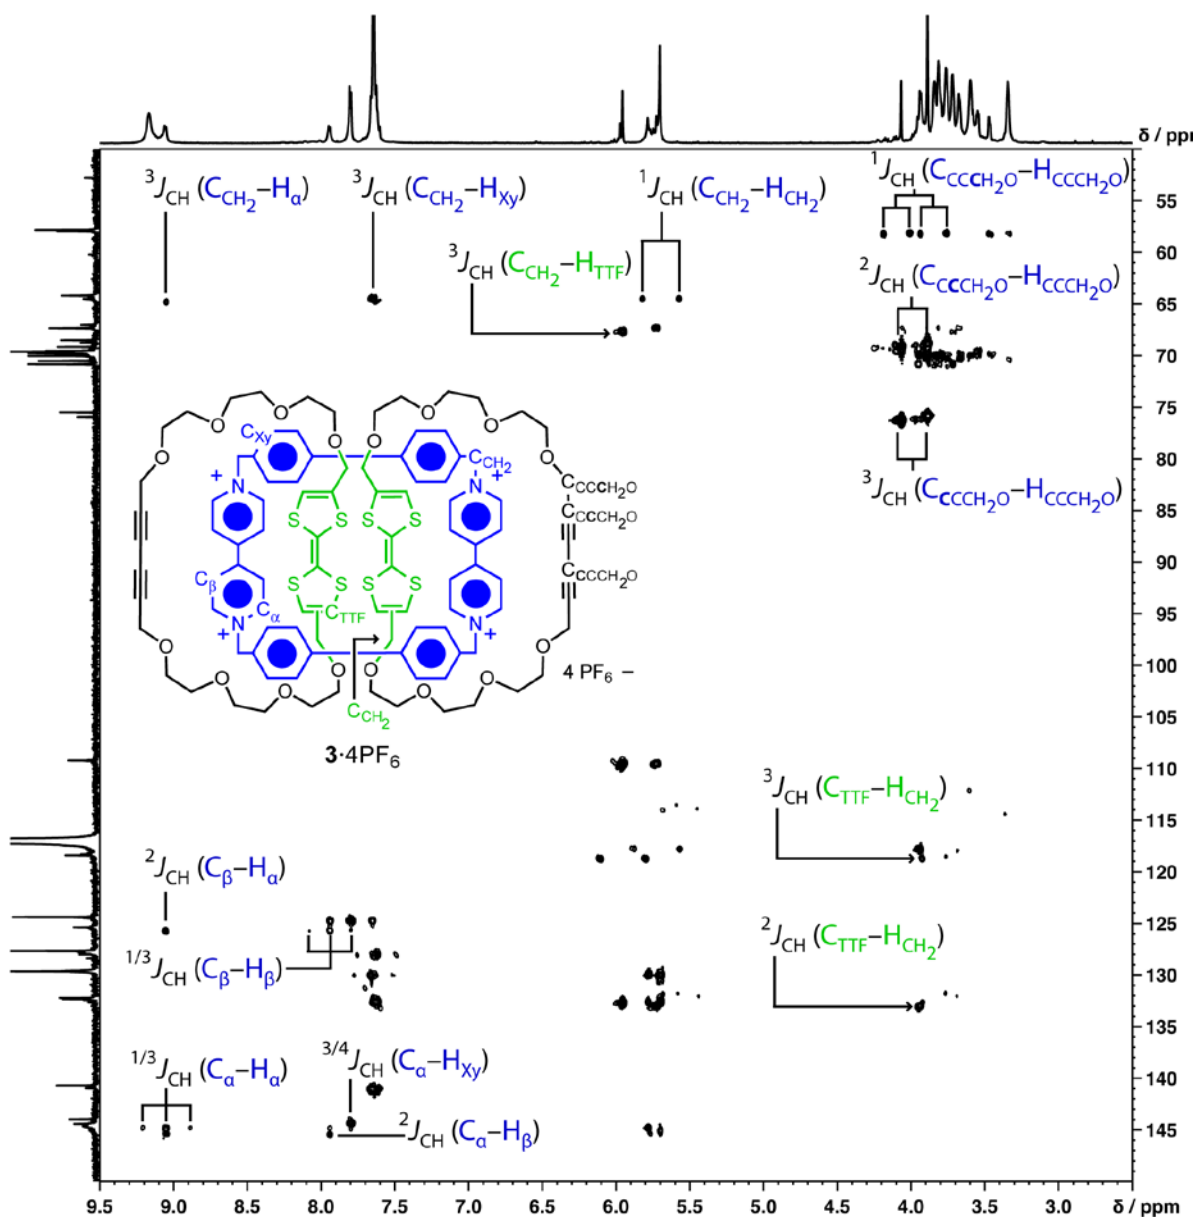 δ / ppm
³J_CH (C_CH₂–H_α)
³J_CH (C_CH₂–H_Xy)
¹J_CH (C_CH₂–H_CH₂)
¹J_CH (C_CCCH₂O–H_CCCH₂O)
³J_CH (C_CH₂–H_TTF)
²J_CH (C_CCCH₂O–H_CCCH₂O)
³J_CH (C_CCCCH₂O–H_CCCH₂O)
55
60
65
70
75
80
85
90
95
100
105
110
115
120
125
130
135
140
145
O O O O
O O O O
C_Xy
C_CH₂
+ N N +
C_CCCH₂O
C_CCCH₂O
C_CCCCH₂O
S S S S
S S S S
C_β
C_α
C_TTF
+ N N +
O O O O
O O O O
4 PF₆ –
C_CH₂
3·4PF₆
³J_CH (C_TTF–H_CH₂)
²J_CH (C_β–H_α)
¹/³J_CH (C_β–H_β)
²J_CH (C_TTF–H_CH₂)
¹/³J_CH (C_α–H_α)
³/⁴J_CH (C_α–H_Xy)
²J_CH (C_α–H_β)
9.5 9.0 8.5 8.0 7.5 7.0 6.5 6.0 5.5 5.0 4.5 4.0 3.5 3.0 δ / ppm